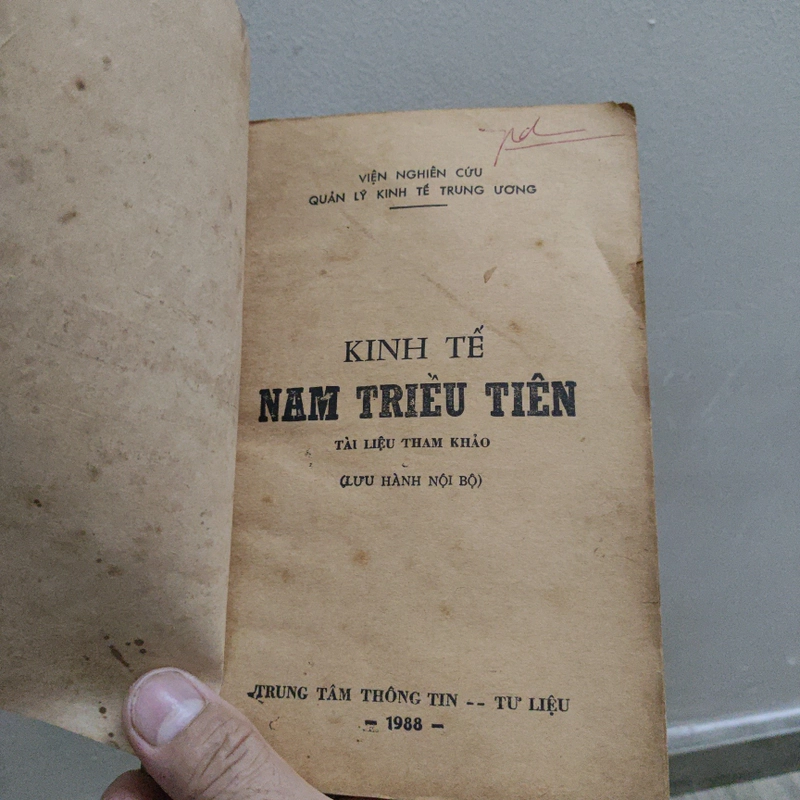 VIỆN NGHIÊN CỨU
QUẢN LÝ KINH TẾ TRUNG ƯƠNG
KINH TẾ
NAM TRIỀU TIÊN
TÀI LIỆU THAM KHẢO
(LƯU HÀNH NỘI BỘ)
TRUNG TÂM THÔNG TIN -- TƯ LIỆU
- 1988 -